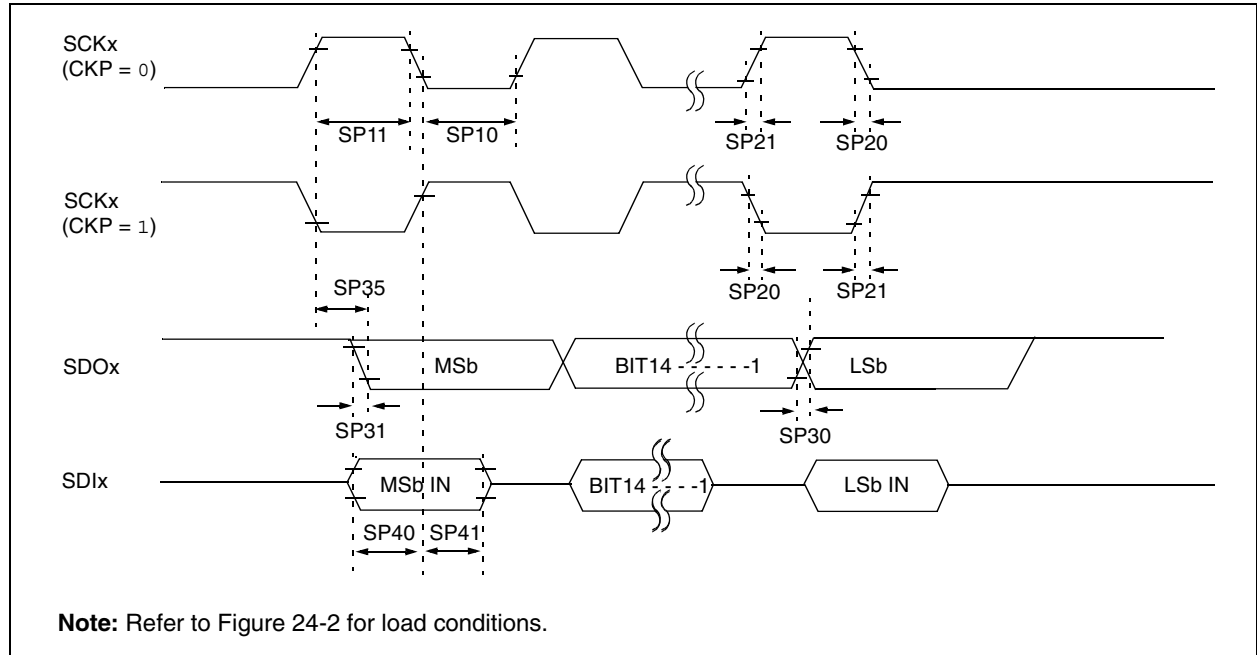 SCKx
(CKP = 0)
SP11
SP10
SP21
SP20
SCKx
(CKP = 1)
SP35
SP20
SP21
SDOx
MSb
BIT14 - - - - - - -1
LSb
SP31
SP30
SDIx
MSb IN
BIT14 - - - -1
LSb IN
SP40
SP41
Note: Refer to Figure 24-2 for load conditions.